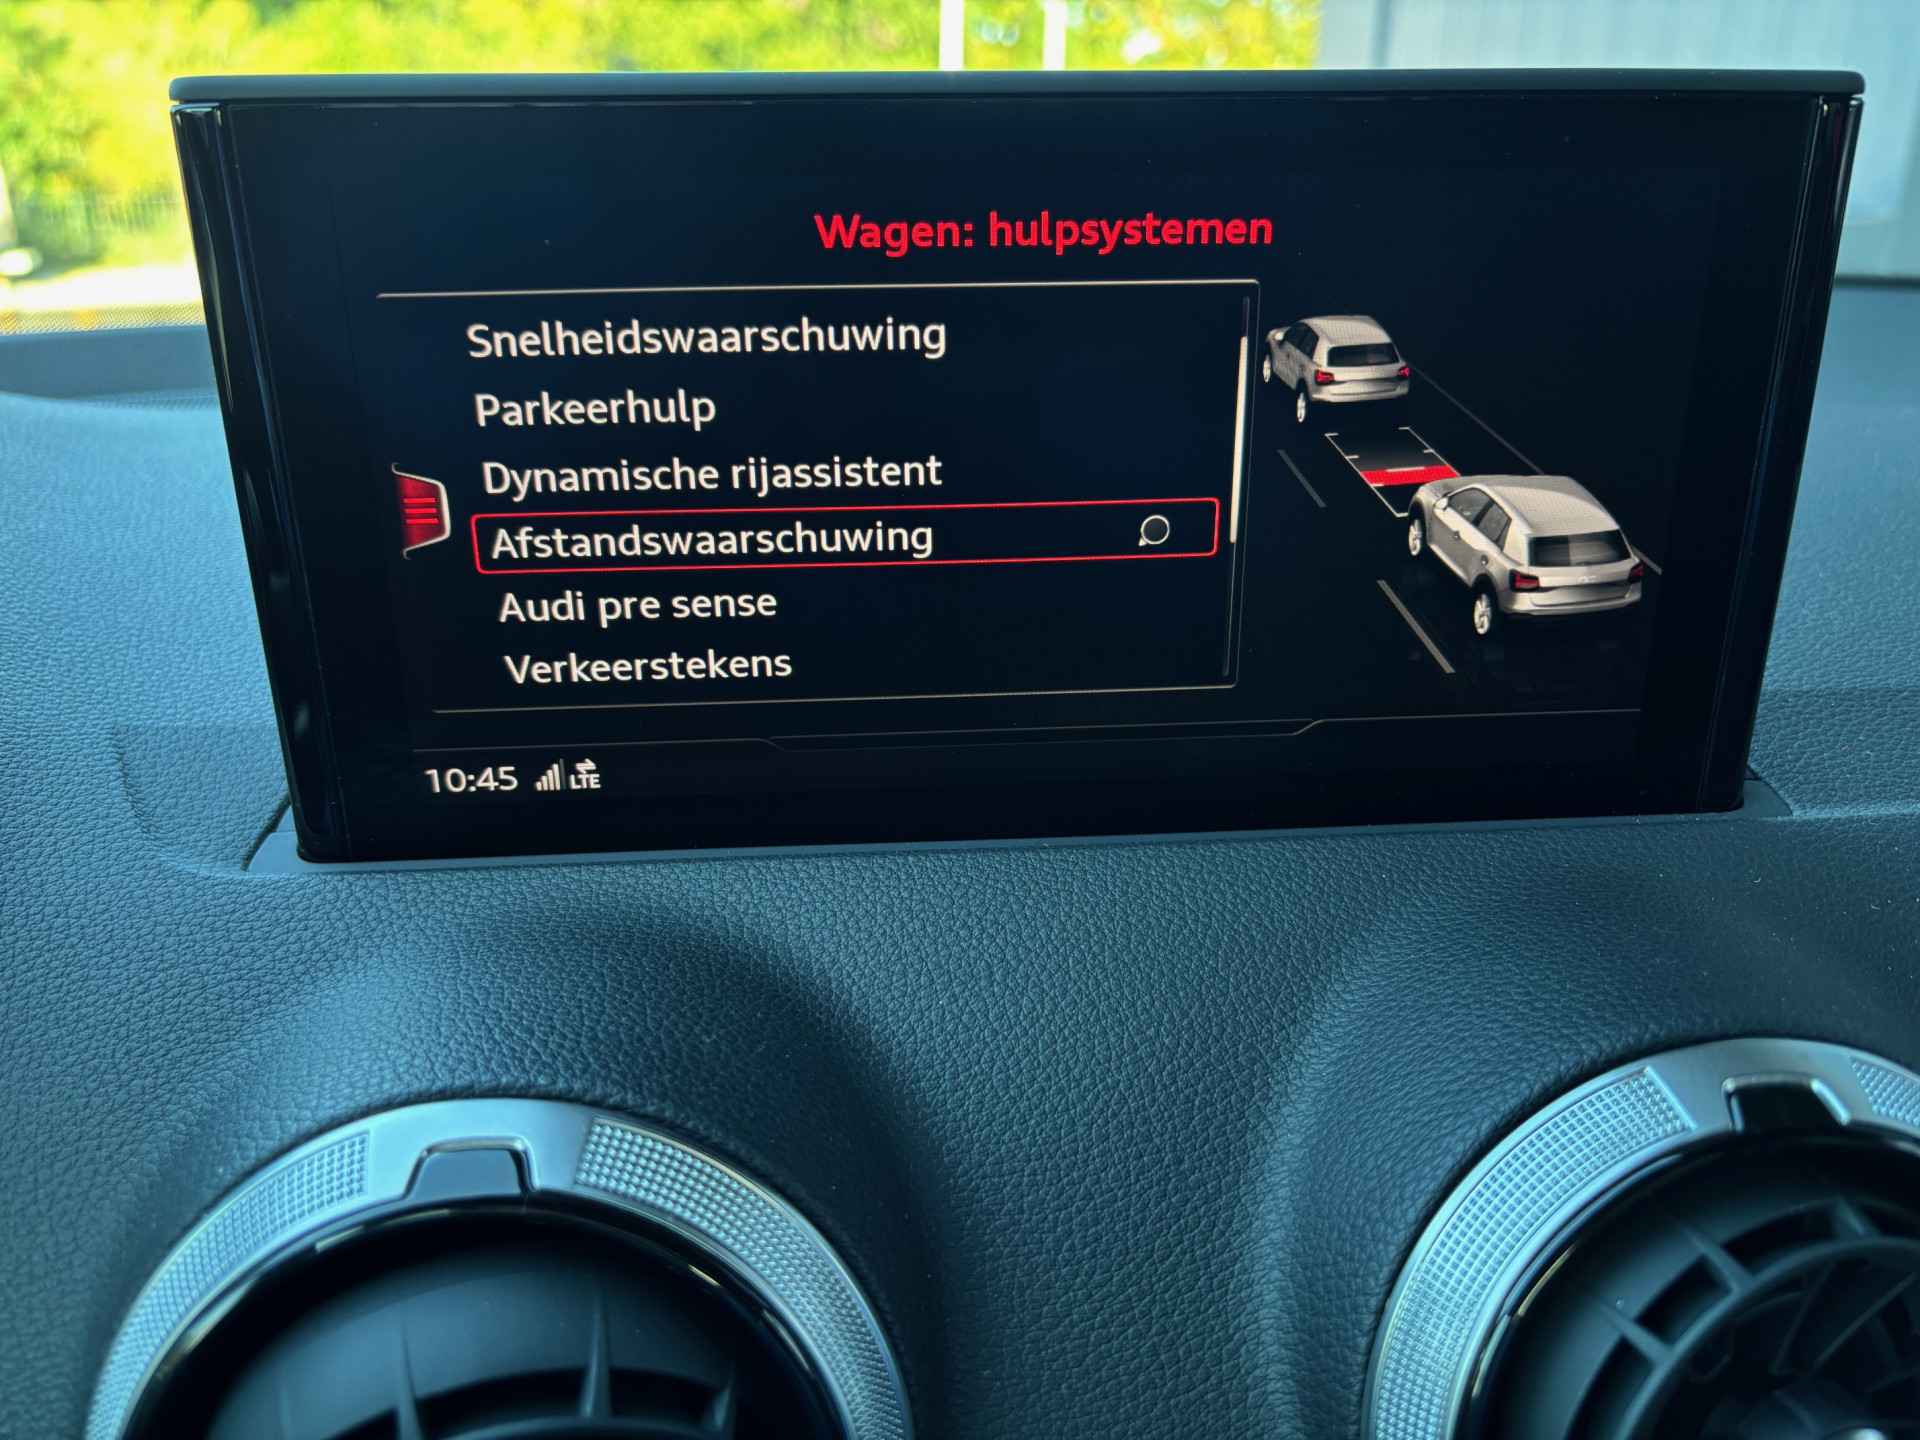 Wagen: hulpsystemen
Snelheidswaarschuwing
Parkeerhulp
Dynamische rijassistent
Afstandswaarschuwing
Audi pre sense
Verkeerstekens
10:45 LTE